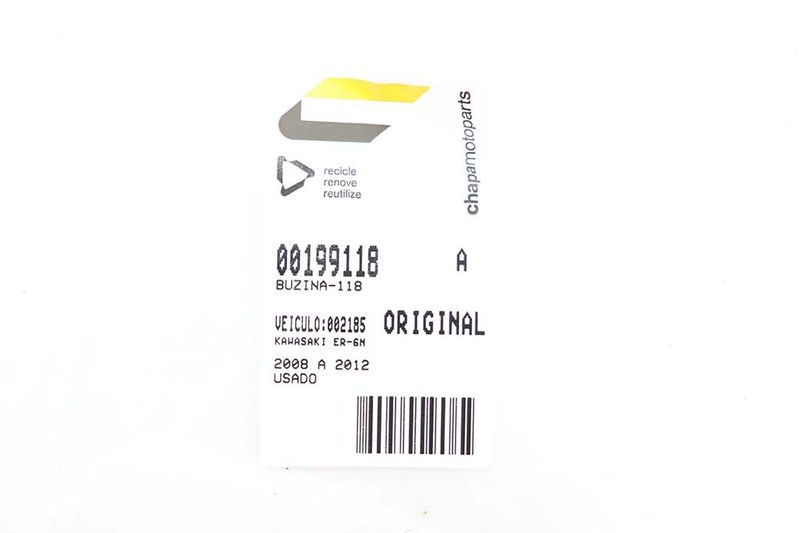 chapamotoparts
recicle
renove
reutilize
00199118 A
BUZINA-118
VEICULO:002185 ORIGINAL
KAWASAKI ER-6N
2008 A 2012
USADO